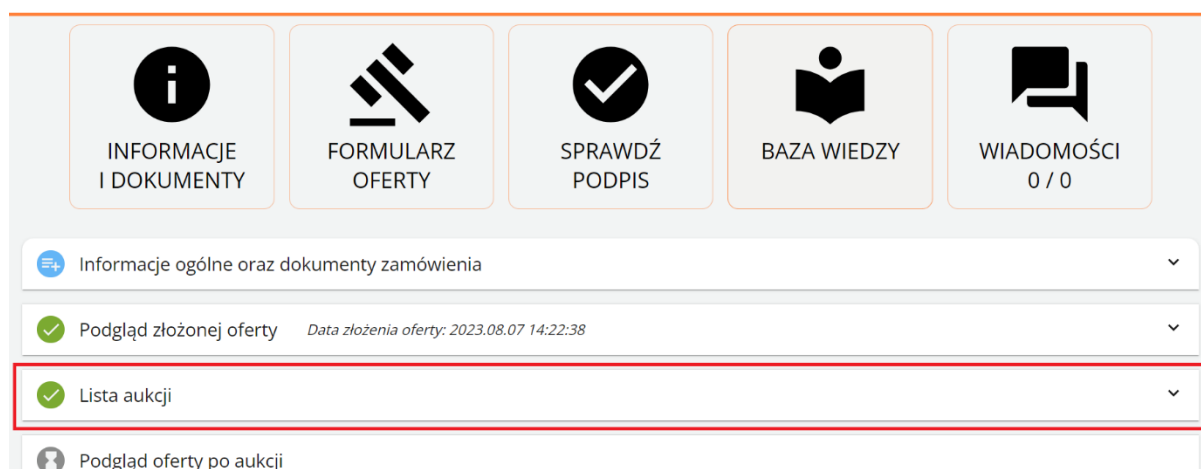 INFORMACJE
I DOKUMENTY
FORMULARZ
OFERTY
SPRAWDŹ
PODPIS
BAZA WIEDZY
WIADOMOŚCI
0 / 0
Informacje ogólne oraz dokumenty zamówienia
Podgląd złożonej oferty Data złożenia oferty: 2023.08.07 14:22:38
Lista aukcji
Podgląd oferty po aukcji